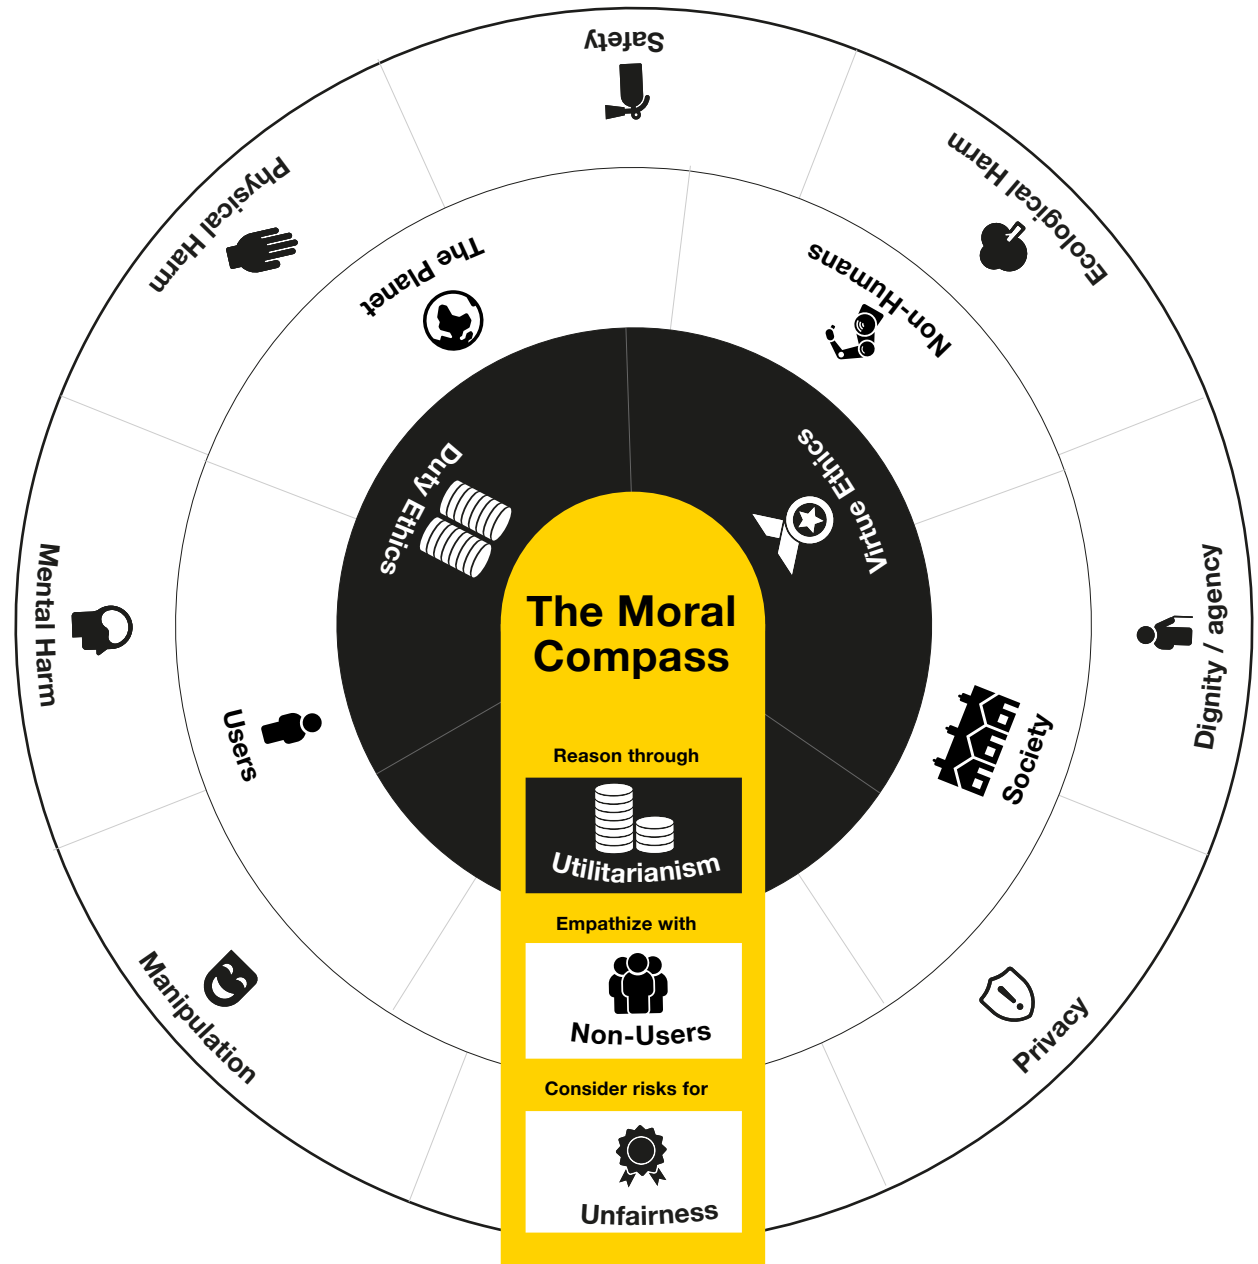 Safety
Physical Harm
Ecological Harm
The Planet
Non-Humans
Duty Ethics
Virtue Ethics
Mental Harm
Dignity / agency
Users
Society
Manipulation
Privacy
The Moral
Compass
Reason through
Utilitarianism
Empathize with
Non-Users
Consider risks for
Unfairness